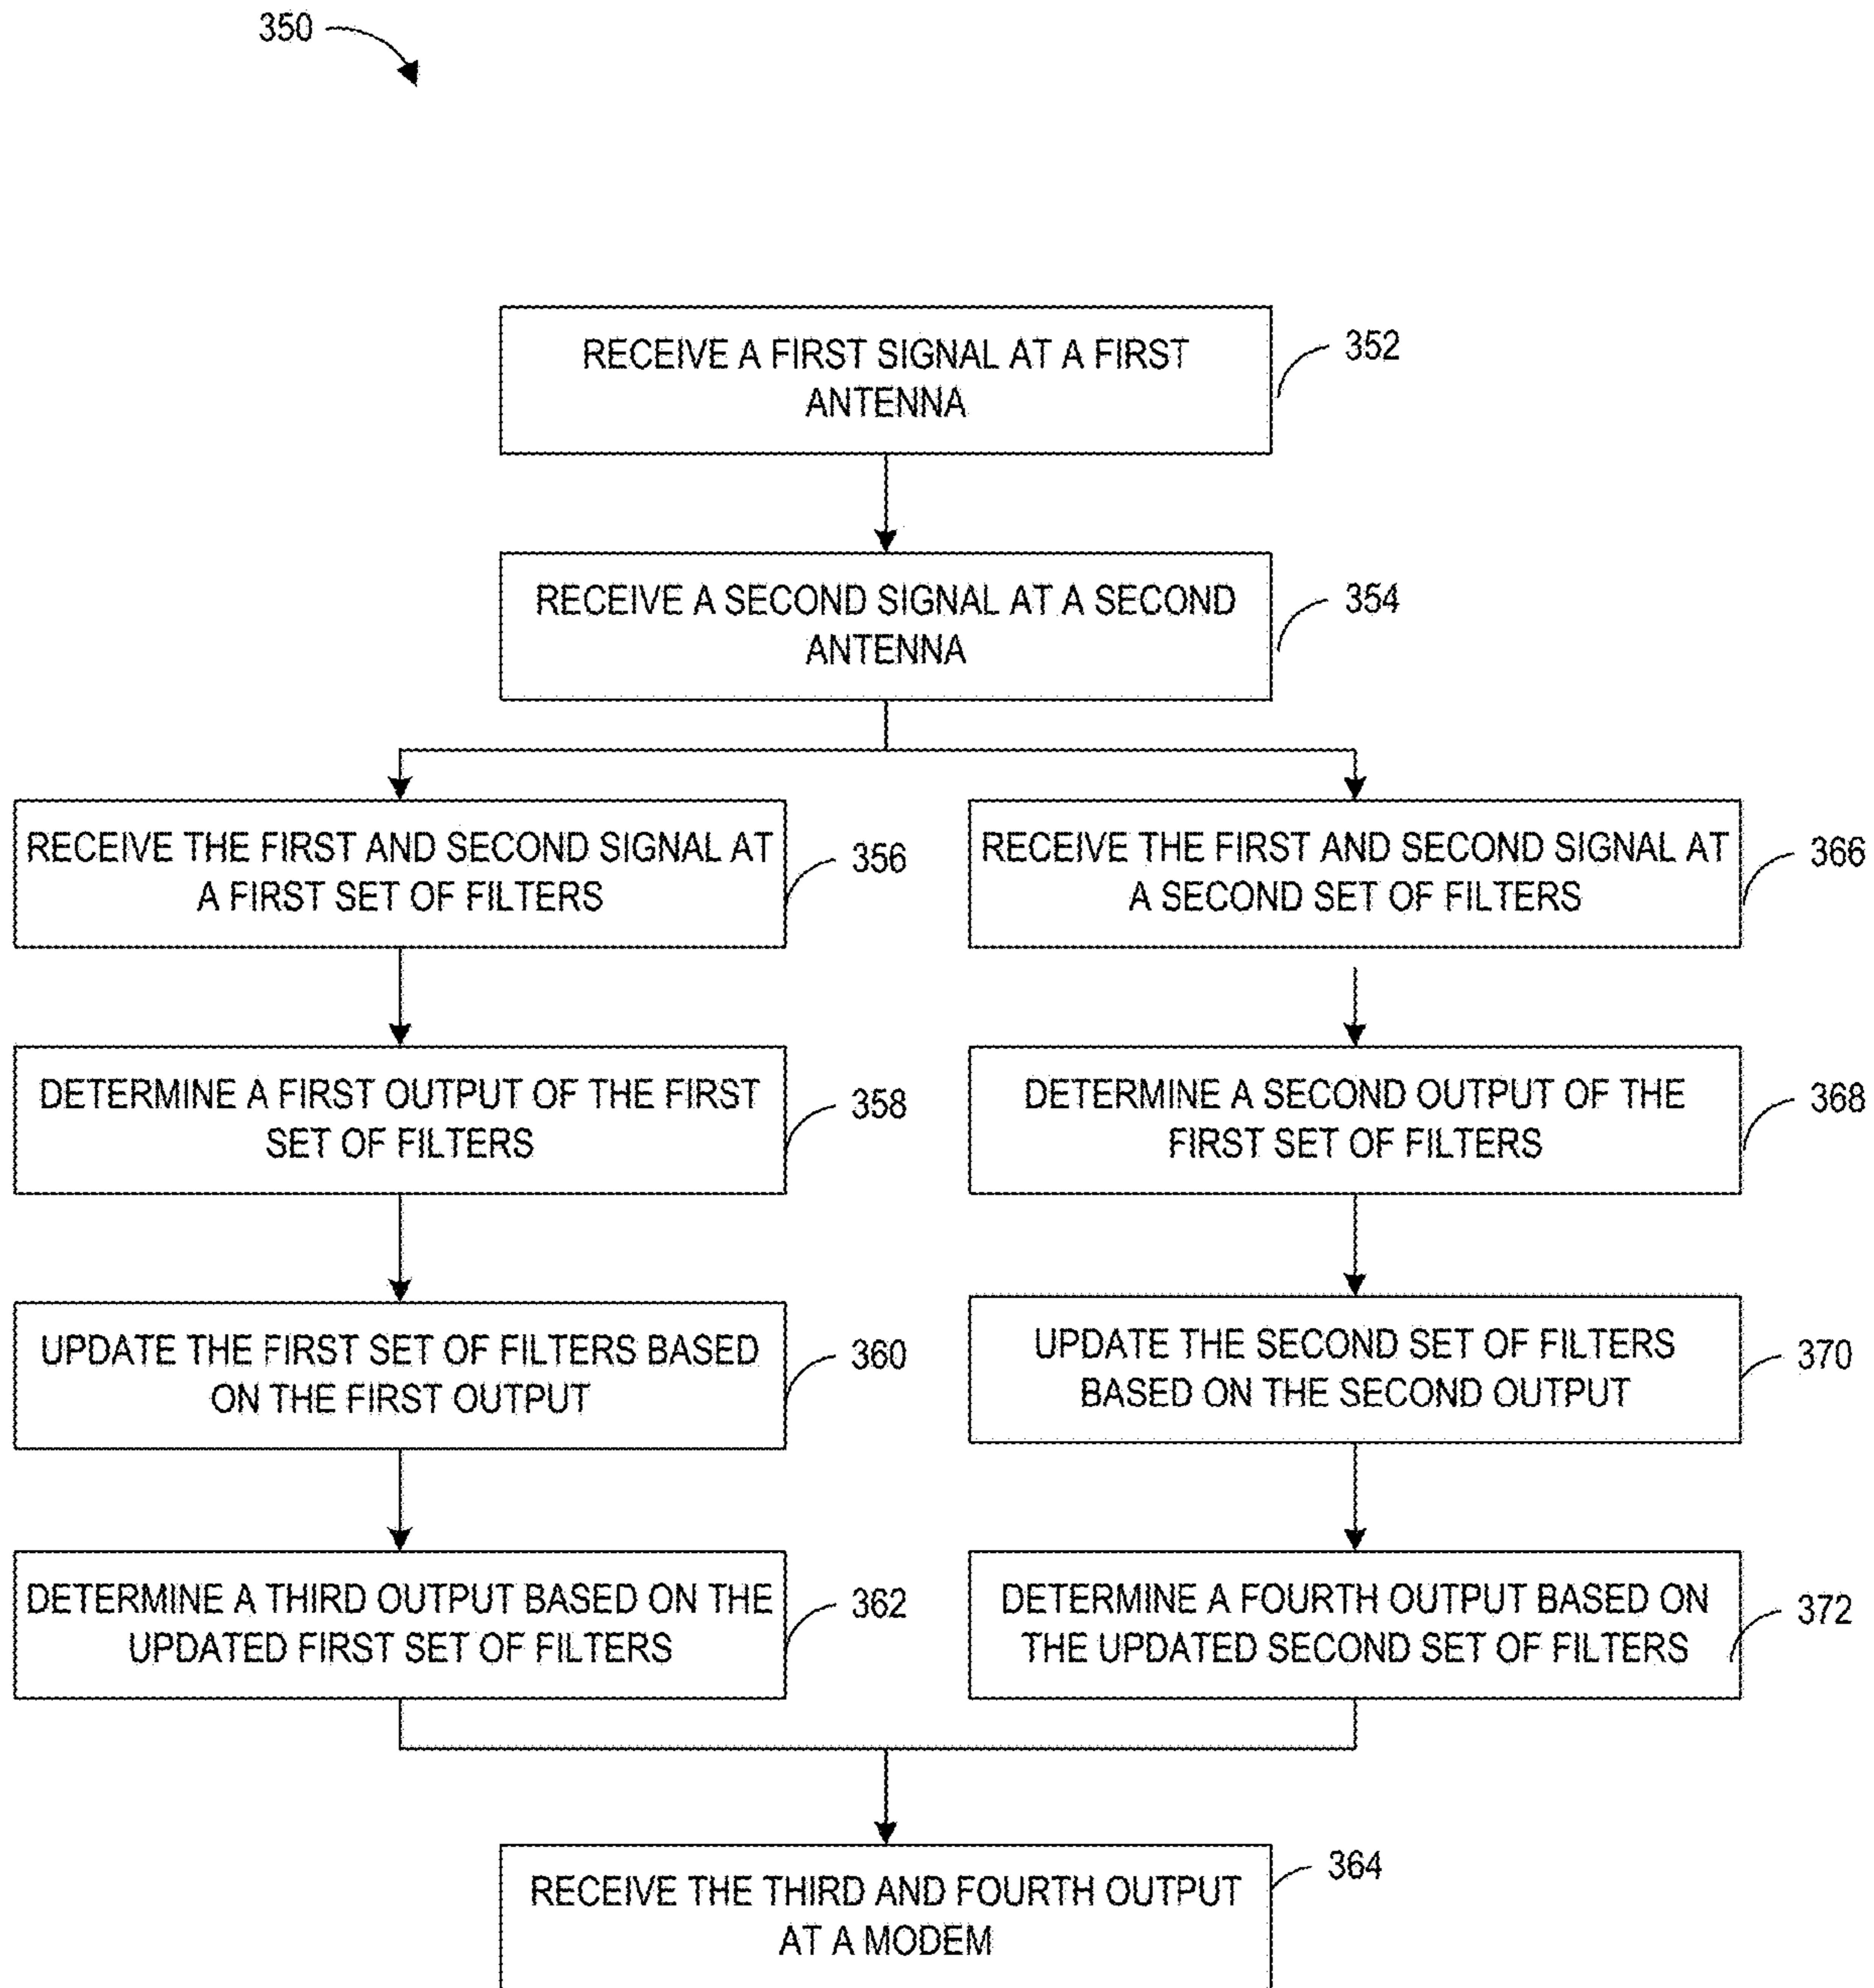 350
RECEIVE A FIRST SIGNAL AT A FIRST
ANTENNA
352
RECEIVE A SECOND SIGNAL AT A SECOND
ANTENNA
354
RECEIVE THE FIRST AND SECOND SIGNAL AT
A FIRST SET OF FILTERS
356
RECEIVE THE FIRST AND SECOND SIGNAL AT
A SECOND SET OF FILTERS
366
DETERMINE A FIRST OUTPUT OF THE FIRST
SET OF FILTERS
358
DETERMINE A SECOND OUTPUT OF THE
FIRST SET OF FILTERS
368
UPDATE THE FIRST SET OF FILTERS BASED
ON THE FIRST OUTPUT
360
UPDATE THE SECOND SET OF FILTERS
BASED ON THE SECOND OUTPUT
370
DETERMINE A THIRD OUTPUT BASED ON THE
UPDATED FIRST SET OF FILTERS
362
DETERMINE A FOURTH OUTPUT BASED ON
THE UPDATED SECOND SET OF FILTERS
372
RECEIVE THE THIRD AND FOURTH OUTPUT
AT A MODEM
364